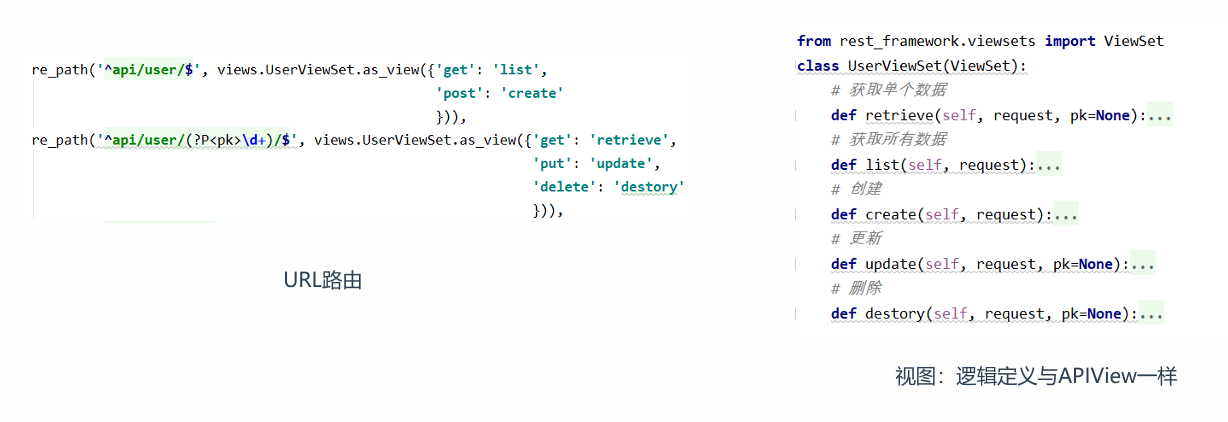 re_path('^api/user/$', views.UserViewSet.as_view({'get': 'list',
'post': 'create'
})),
re_path('^api/user/(?P<pk>\d+)/$', views.UserViewSet.as_view({'get': 'retrieve',
'put': 'update',
'delete': 'destory'
})),
URL路由
from rest_framework.viewsets import ViewSet
class UserViewSet(ViewSet):
# 获取单个数据
def retrieve(self, request, pk=None):...
# 获取所有数据
def list(self, request):...
# 创建
def create(self, request):...
# 更新
def update(self, request, pk=None):...
# 删除
def destory(self, request, pk=None):...
视图：逻辑定义与APIView一样